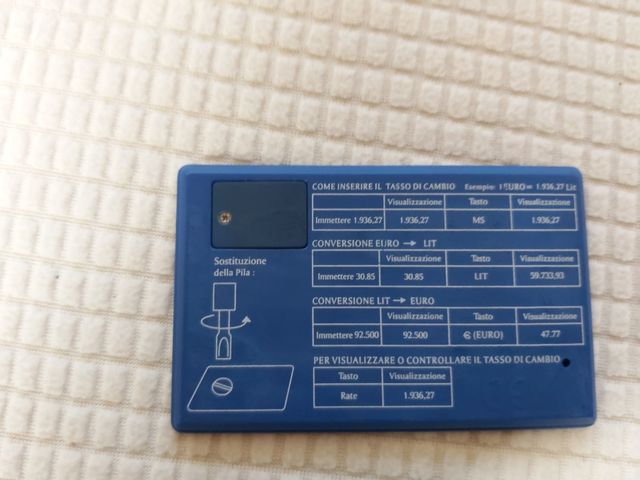 COME INSERIRE IL TASSO DI CAMBIO Esempio: 1 EURO= 1.936,27 Lit
Visualizzazione Tasto Visualizzazione
Immettere 1.936,27 1.936,27 MS 1.936,27
CONVERSIONE EURO → LIT
Visualizzazione Tasto Visualizzazione
Immettere 30.85 30.85 LIT 59.733,93
CONVERSIONE LIT → EURO
Visualizzazione Tasto Visualizzazione
Immettere 92.500 92.500 € (EURO) 47.77
PER VISUALIZZARE O CONTROLLARE IL TASSO DI CAMBIO
Tasto Visualizzazione
Rate 1.936,27
Sostituzione
della Pila :